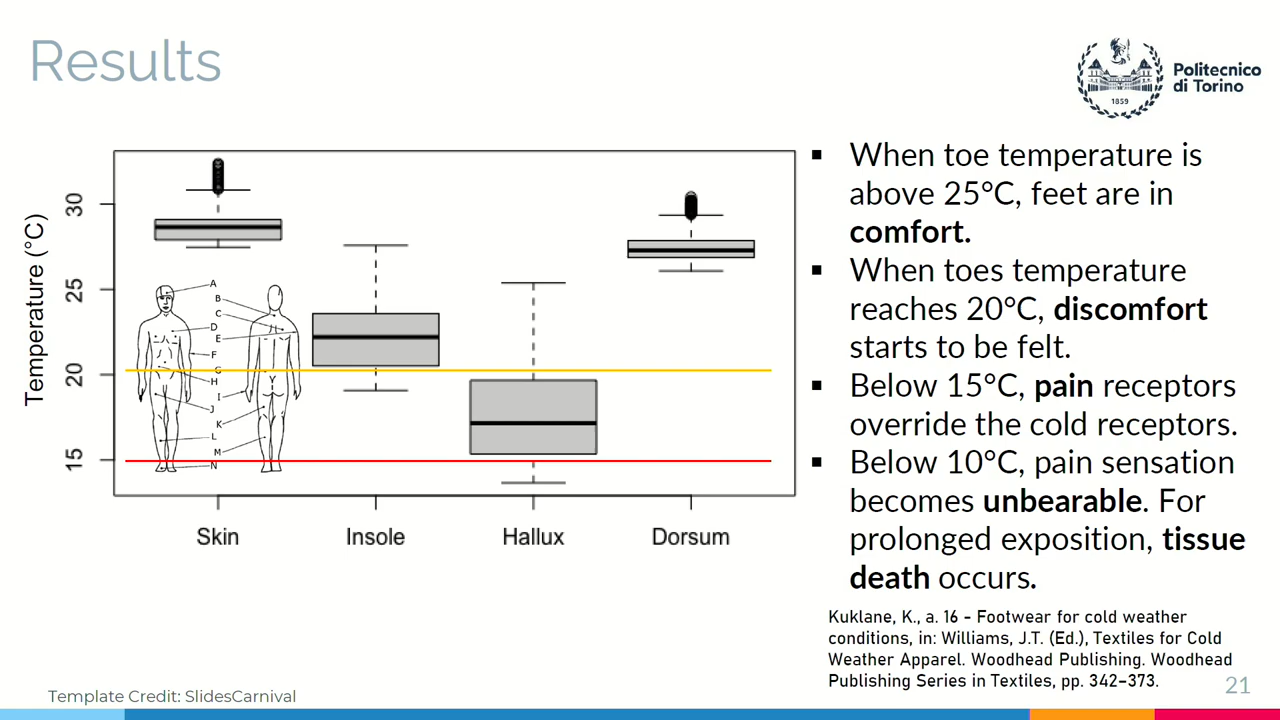 Results
Politecnico
di Torino
1859
Temperature (°C)
30
25
20
15
A
B
C
D
E
F
G
H
I
J
K
L
M
N
Skin
Insole
Hallux
Dorsum
When toe temperature is
above 25°C, feet are in
comfort.
When toes temperature
reaches 20°C, discomfort
starts to be felt.
Below 15°C, pain receptors
override the cold receptors.
Below 10°C, pain sensation
becomes unbearable. For
prolonged exposition, tissue
death occurs.
Kuklane, K., a. 16 - Footwear for cold weather
conditions, in: Williams, J.T. (Ed.), Textiles for Cold
Weather Apparel. Woodhead Publishing. Woodhead
Publishing Series in Textiles, pp. 342–373.
Template Credit: SlidesCarnival
21